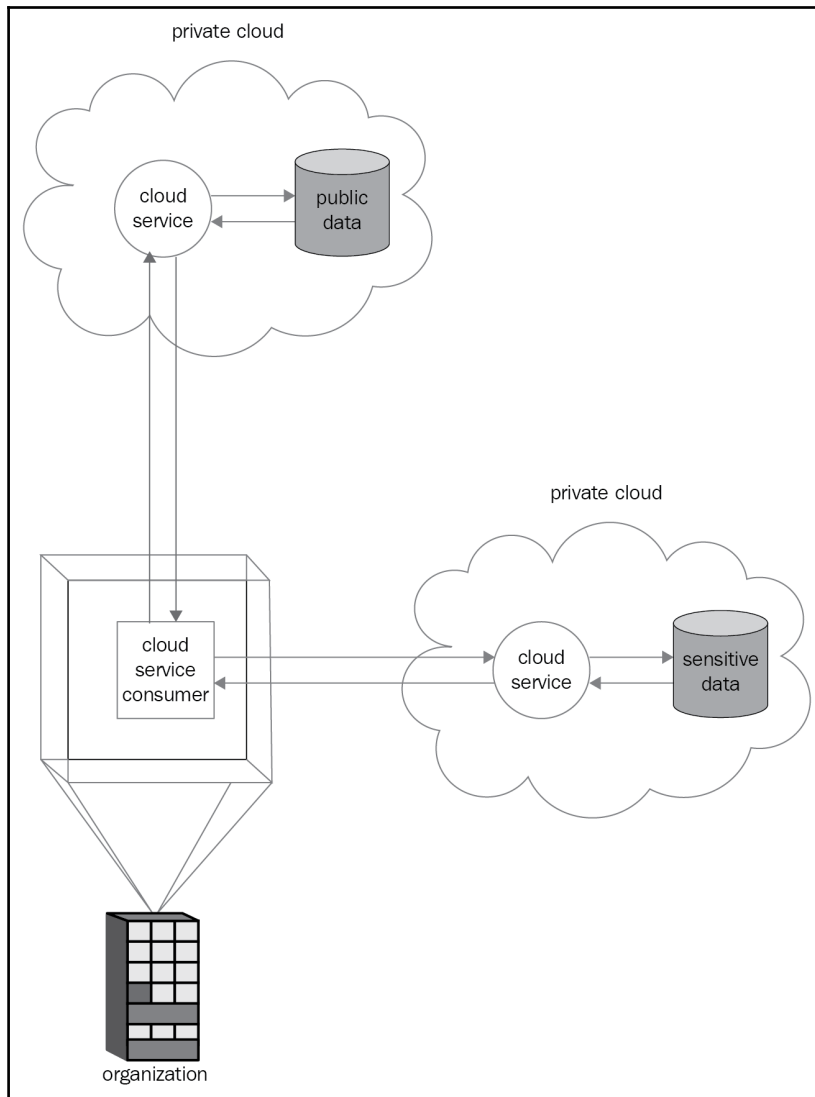 private cloud
cloud
service
public
data
private cloud
cloud
service
consumer
cloud
service
sensitive
data
organization